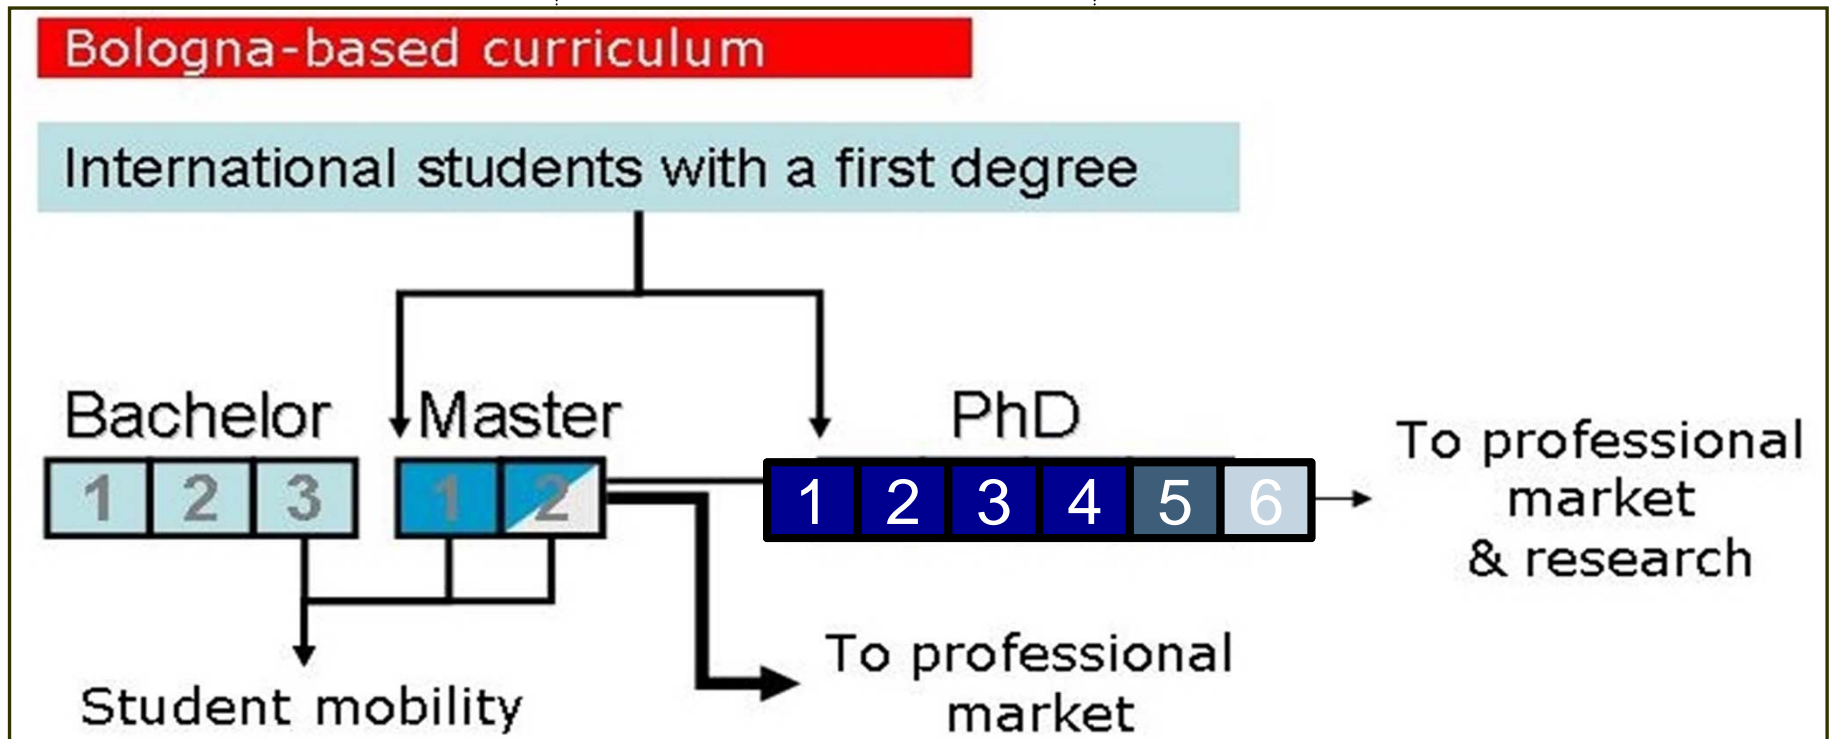 Bologna-based curriculum
International students with a first degree
Bachelor
Master
PhD
1 2 3
1 2
1 2 3 4 5 6
To professional
market
& research
Student mobility
To professional
market